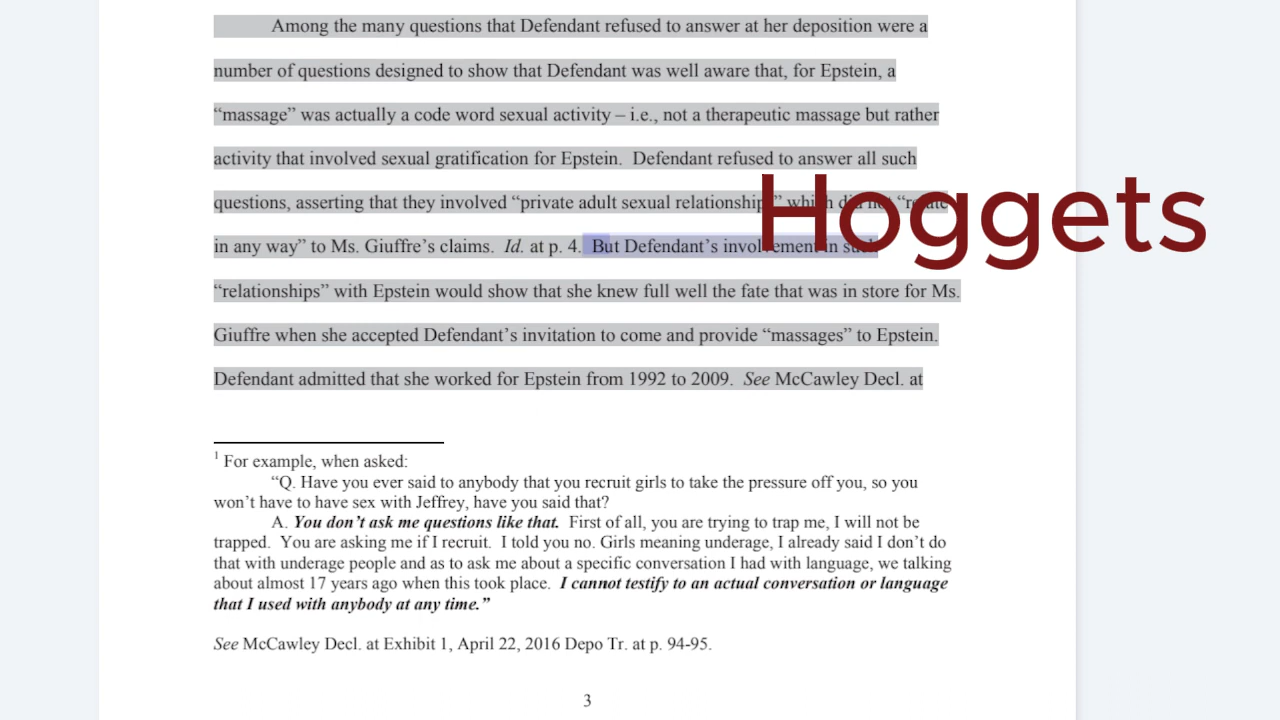 Among the many questions that Defendant refused to answer at her deposition were a
number of questions designed to show that Defendant was well aware that, for Epstein, a
“massage” was actually a code word sexual activity – i.e., not a therapeutic massage but rather
activity that involved sexual gratification for Epstein. Defendant refused to answer all such
questions, asserting that they involved “private adult sexual relationship” which did not “relate
Hoggets
in any way” to Ms. Giuffre’s claims. Id. at p. 4. But Defendant’s involvement in such
“relationships” with Epstein would show that she knew full well the fate that was in store for Ms.
Giuffre when she accepted Defendant’s invitation to come and provide “massages” to Epstein.
Defendant admitted that she worked for Epstein from 1992 to 2009. See McCawley Decl. at
1 For example, when asked:
“Q. Have you ever said to anybody that you recruit girls to take the pressure off you, so you
won’t have to have sex with Jeffrey, have you said that?
A. You don’t ask me questions like that. First of all, you are trying to trap me, I will not be
trapped. You are asking me if I recruit. I told you no. Girls meaning underage, I already said I don’t do
that with underage people and as to ask me about a specific conversation I had with language, we talking
about almost 17 years ago when this took place. I cannot testify to an actual conversation or language
that I used with anybody at any time.”
See McCawley Decl. at Exhibit 1, April 22, 2016 Depo Tr. at p. 94-95.
3